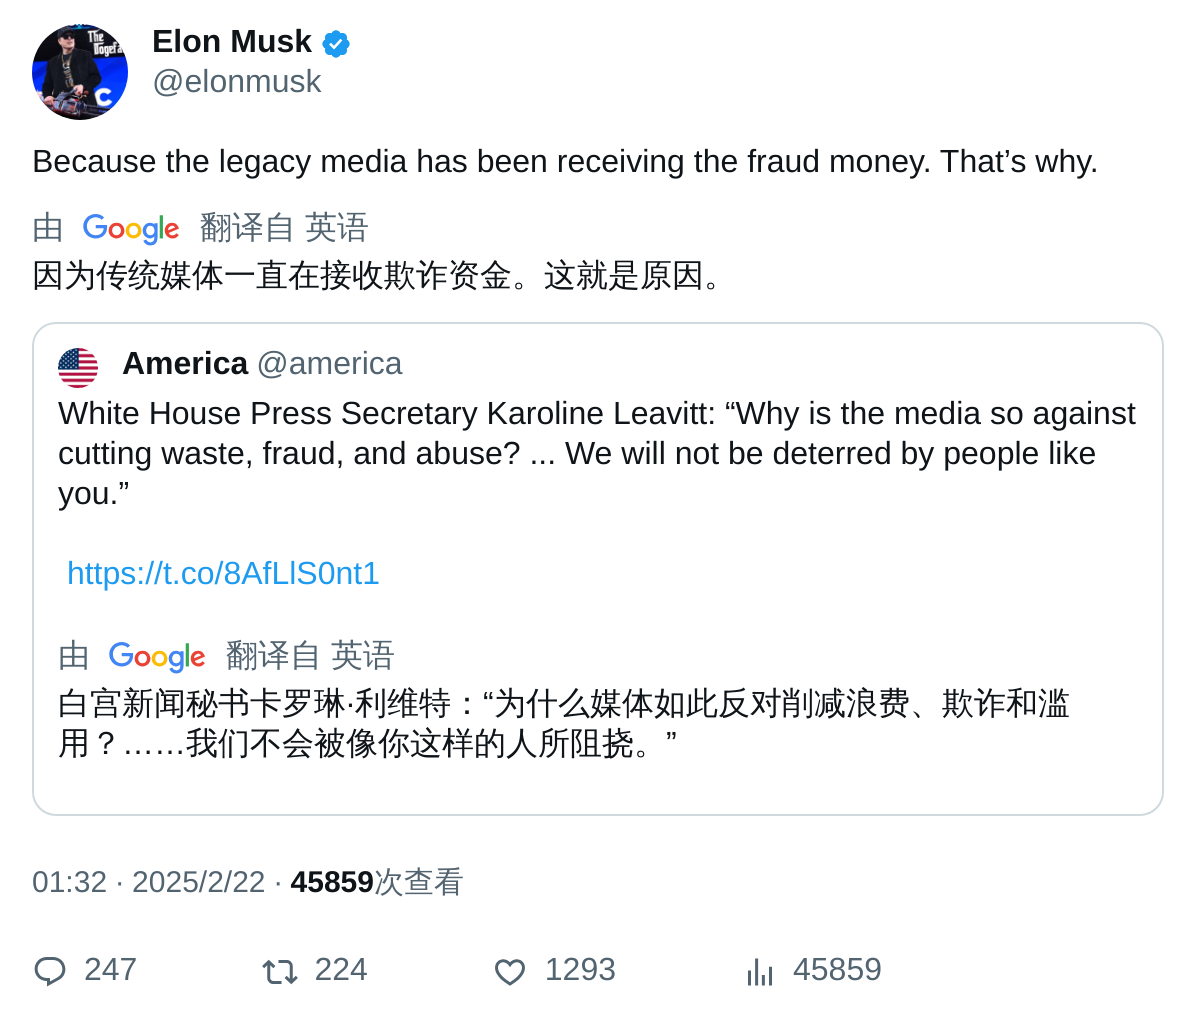 The
Dogefa
C
Elon Musk
@elonmusk
Because the legacy media has been receiving the fraud money. That’s why.
由 Google 翻译自 英语
因为传统媒体一直在接收欺诈资金。这就是原因。
America @america
White House Press Secretary Karoline Leavitt: “Why is the media so against
cutting waste, fraud, and abuse? ... We will not be deterred by people like
you.”
https://t.co/8AfLlS0nt1
由 Google 翻译自 英语
白宫新闻秘书卡罗琳·利维特：“为什么媒体如此反对削减浪费、欺诈和滥
用？……我们不会被像你这样的人所阻挠。”
01:32 · 2025/2/22 · 45859次查看
247 224 1293 45859